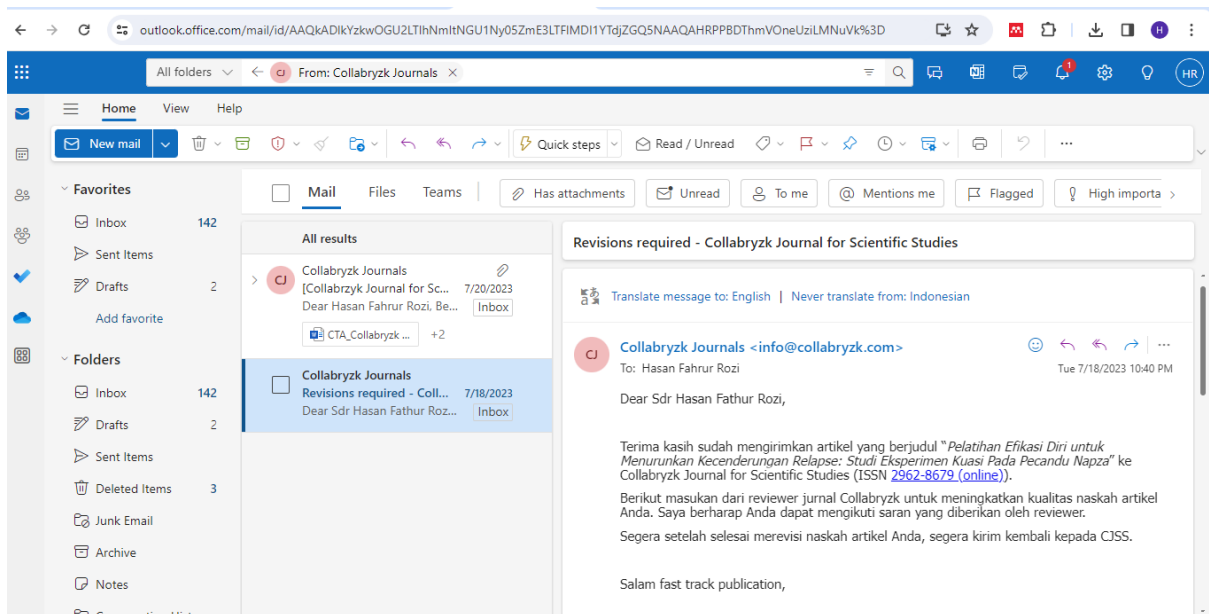 outlook.office.com/mail/id/AAQkADIkYzkwOGU2LTlhNmItNGU1Ny05ZmE3LTFlMDI1YTdjZGQ5NAAQAHRPPBDThmVOneUziLMNuVk%3D
H
All folders
CJ From: Collabryzk Journals
1
HR
Home View Help
New mail
Quick steps
Read / Unread
Favorites
Inbox 142
Sent Items
Drafts 2
Add favorite
Folders
Inbox 142
Drafts 2
Sent Items
Deleted Items 3
Junk Email
Archive
Notes
Mail Files Teams
Has attachments
Unread
To me
Mentions me
Flagged
High importa
All results
CJ
Collabryzk Journals
[Collabrzyk Journal for Sc... 7/20/2023
Dear Hasan Fahrur Rozi, Be... Inbox
CTA_Collabryzk ... +2
Collabryzk Journals
Revisions required - Coll... 7/18/2023
Dear Sdr Hasan Fathur Roz... Inbox
Revisions required - Collabryzk Journal for Scientific Studies
Translate message to: English | Never translate from: Indonesian
CJ
Collabryzk Journals <info@collabryzk.com>
To: Hasan Fahrur Rozi
Tue 7/18/2023 10:40 PM
Dear Sdr Hasan Fathur Rozi,
Terima kasih sudah mengirimkan artikel yang berjudul “Pelatihan Efikasi Diri untuk
Menurunkan Kecenderungan Relapse: Studi Eksperimen Kuasi Pada Pecandu Napza” ke
Collabryzk Journal for Scientific Studies (ISSN 2962-8679 (online)).
Berikut masukan dari reviewer jurnal Collabryzk untuk meningkatkan kualitas naskah artikel
Anda. Saya berharap Anda dapat mengikuti saran yang diberikan oleh reviewer.
Segera setelah selesai merevisi naskah artikel Anda, segera kirim kembali kepada CJSS.
Salam fast track publication,